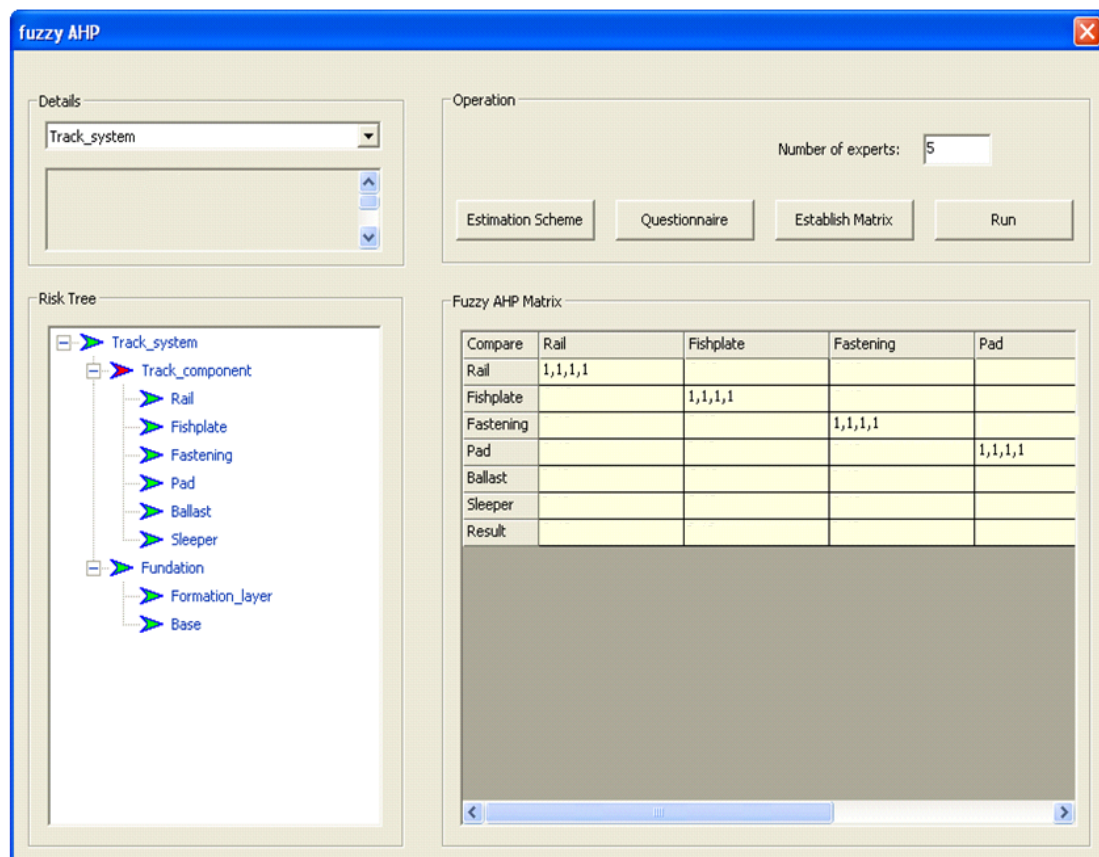 fuzzy AHP
Details
Track_system
Operation
Number of experts: 5
Estimation Scheme Questionnaire Establish Matrix Run
Risk Tree
Track_system
Track_component
Rail
Fishplate
Fastening
Pad
Ballast
Sleeper
Fundation
Formation_layer
Base
Fuzzy AHP Matrix
Compare Rail Fishplate Fastening Pad
Rail 1,1,1,1
Fishplate 1,1,1,1
Fastening 1,1,1,1
Pad 1,1,1,1
Ballast
Sleeper
Result